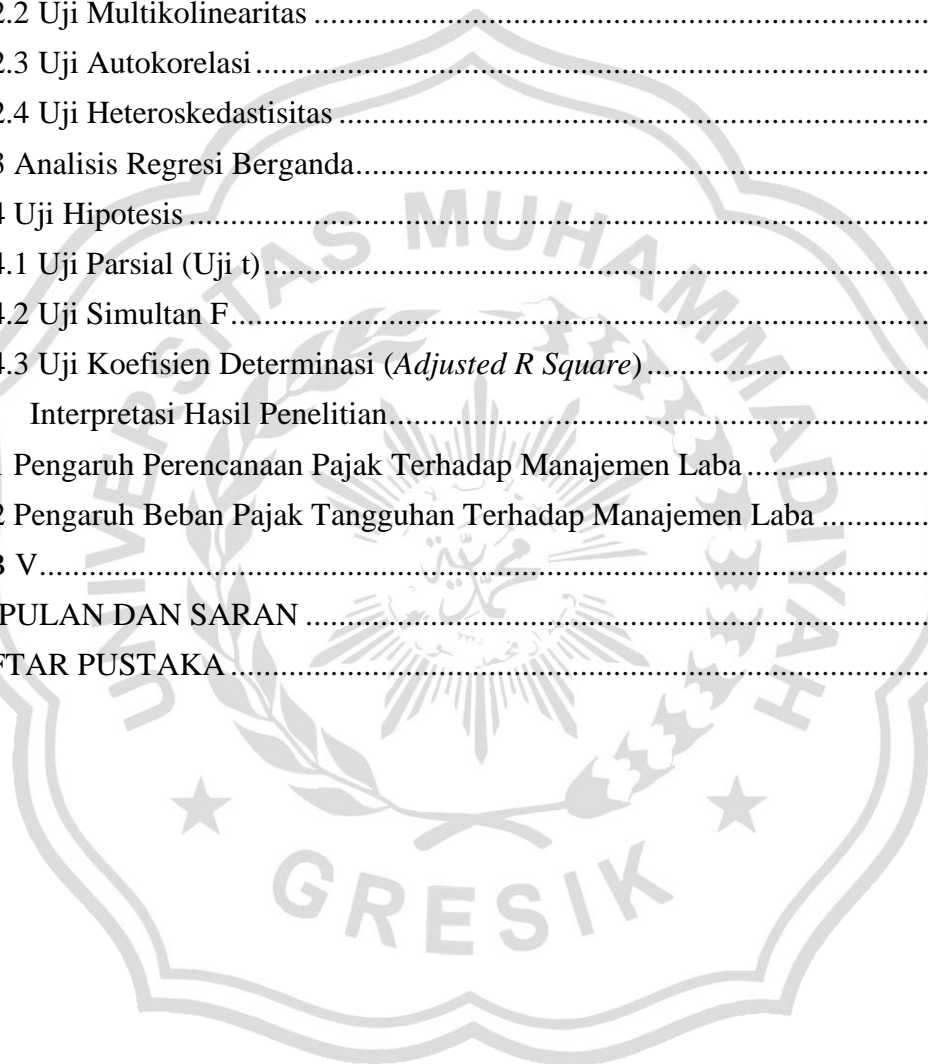 2.2 Uji Multikolinearitas ................................................................
2.3 Uji Autokorelasi ................................................................
2.4 Uji Heteroskedastisitas ................................................................
3 Analisis Regresi Berganda ................................................................
4 Uji Hipotesis ................................................................
4.1 Uji Parsial (Uji t) ................................................................
4.2 Uji Simultan F ................................................................
4.3 Uji Koefisien Determinasi (Adjusted R Square) ................................................................
Interpretasi Hasil Penelitian ................................................................
1 Pengaruh Perencanaan Pajak Terhadap Manajemen Laba ................................................................
2 Pengaruh Beban Pajak Tangguhan Terhadap Manajemen Laba ................................................................
V ................................................................
PULAN DAN SARAN ................................................................
FTAR PUSTAKA ................................................................
UNIVERSITAS MUHAMMADIYAH
GRESIK